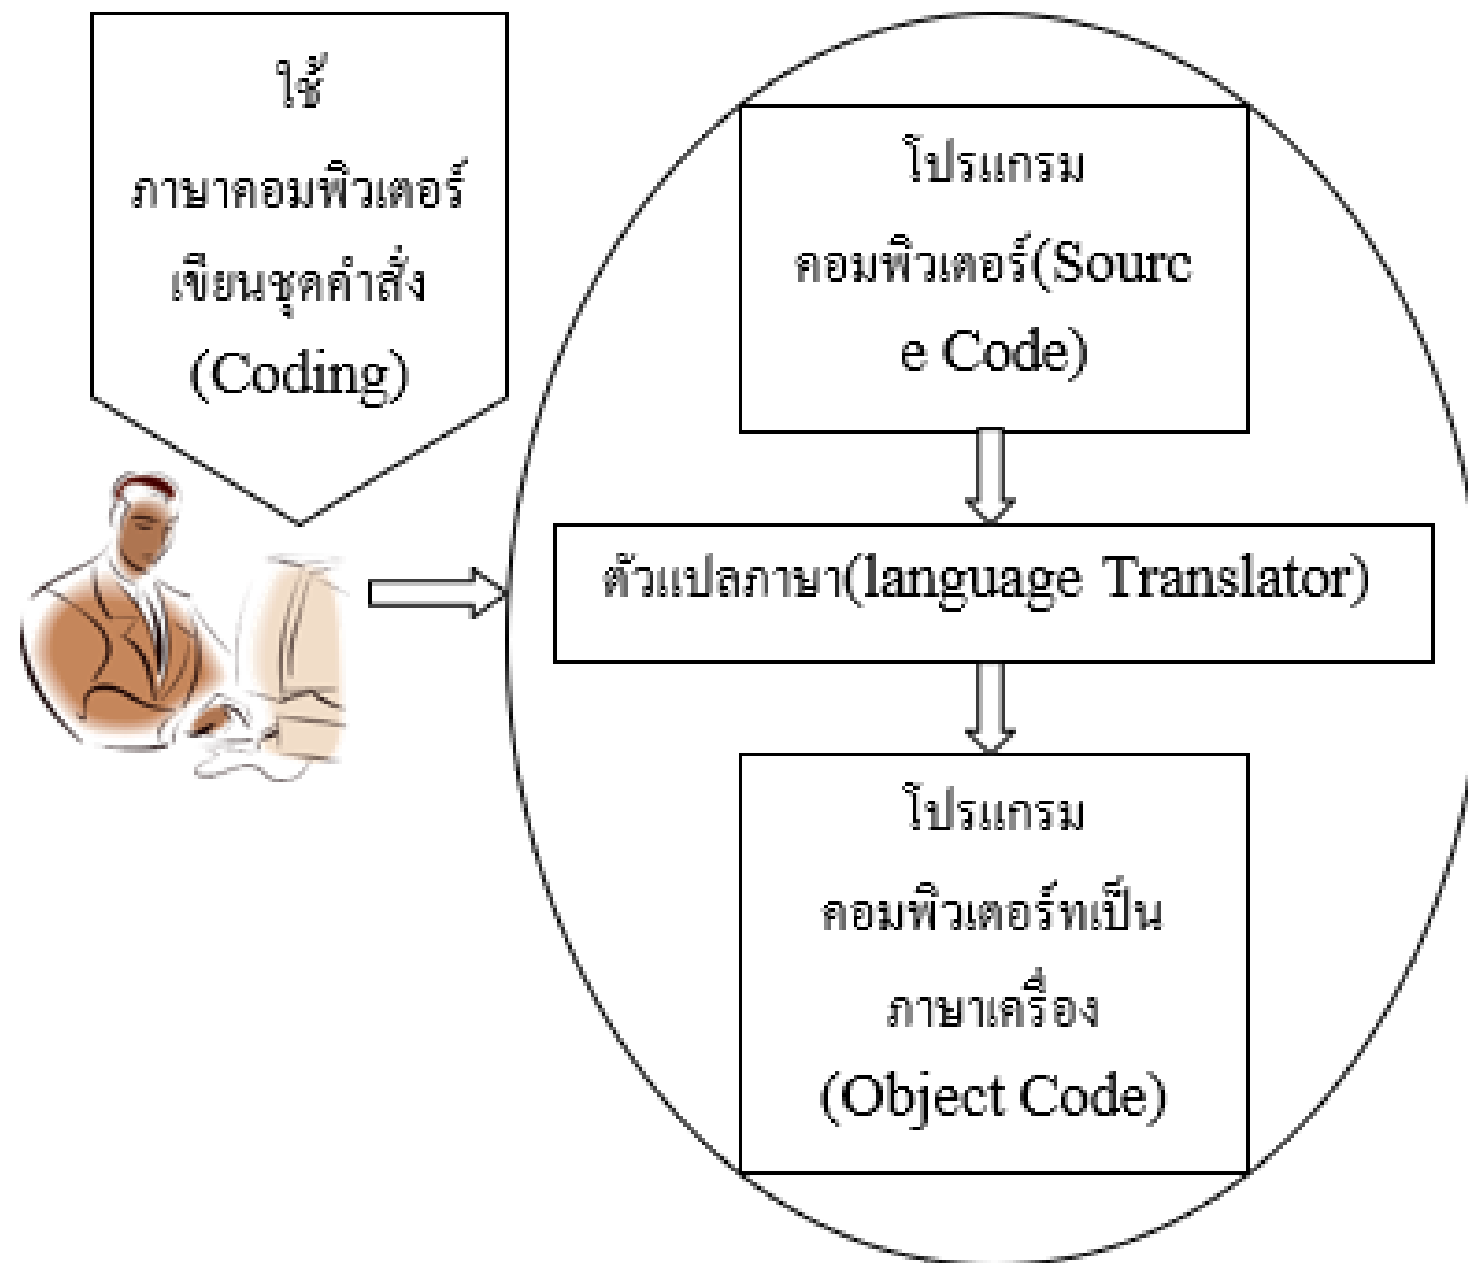 ใช้
ภาษาคอมพิวเตอร์
เขียนชุดคำสั่ง
(Coding)
โปรแกรม
คอมพิวเตอร์(Sourc
e Code)
ตัวแปลภาษา(language Translator)
โปรแกรม
คอมพิวเตอร์ทเป็น
ภาษาเครื่อง
(Object Code)